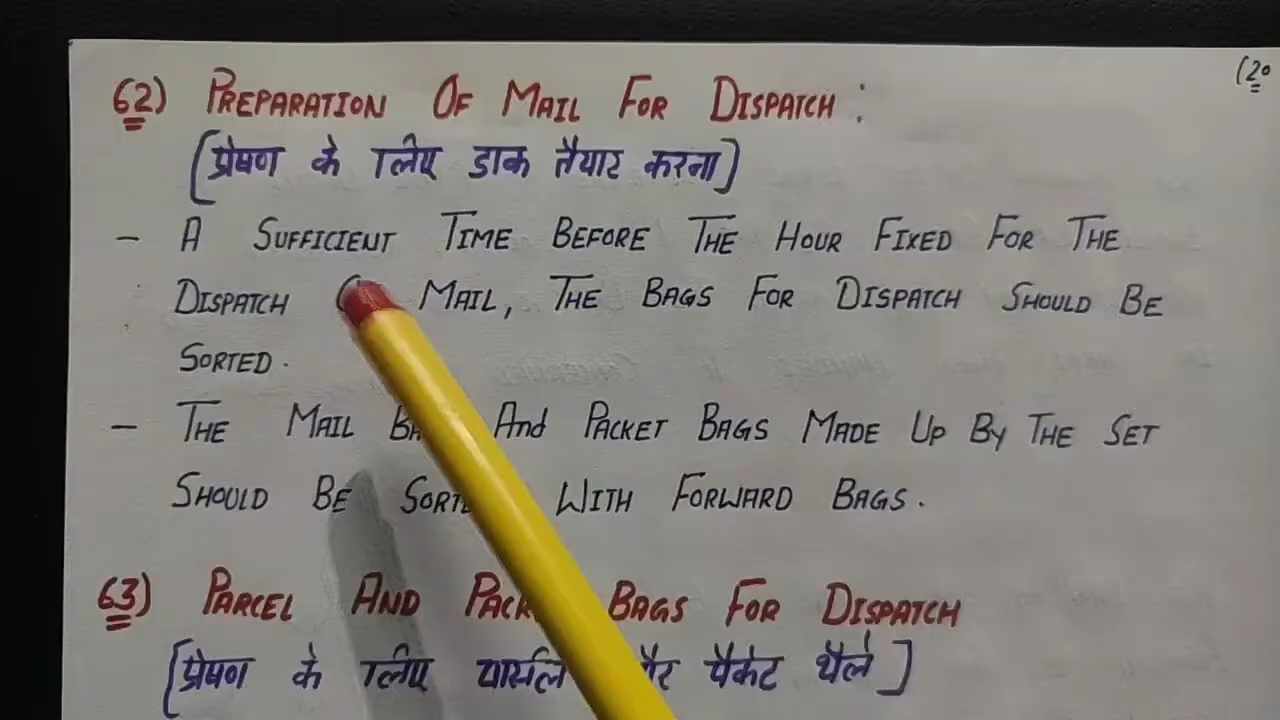 (20
62) PREPARATION OF MAIL FOR DISPATCH :
[प्रेषण के लिए डाक तैयार करना]
- A SUFFICIENT TIME BEFORE THE HOUR FIXED FOR THE
DISPATCH MAIL, THE BAGS FOR DISPATCH SHOULD BE
SORTED.
- THE MAIL And PACKET BAGS MADE UP BY THE SET
SHOULD BE WITH FORWARD BAGS.
63) PARCEL AND BAGS FOR DISPATCH
[प्रेषण के लिए पार्सल पैकेट थैले]